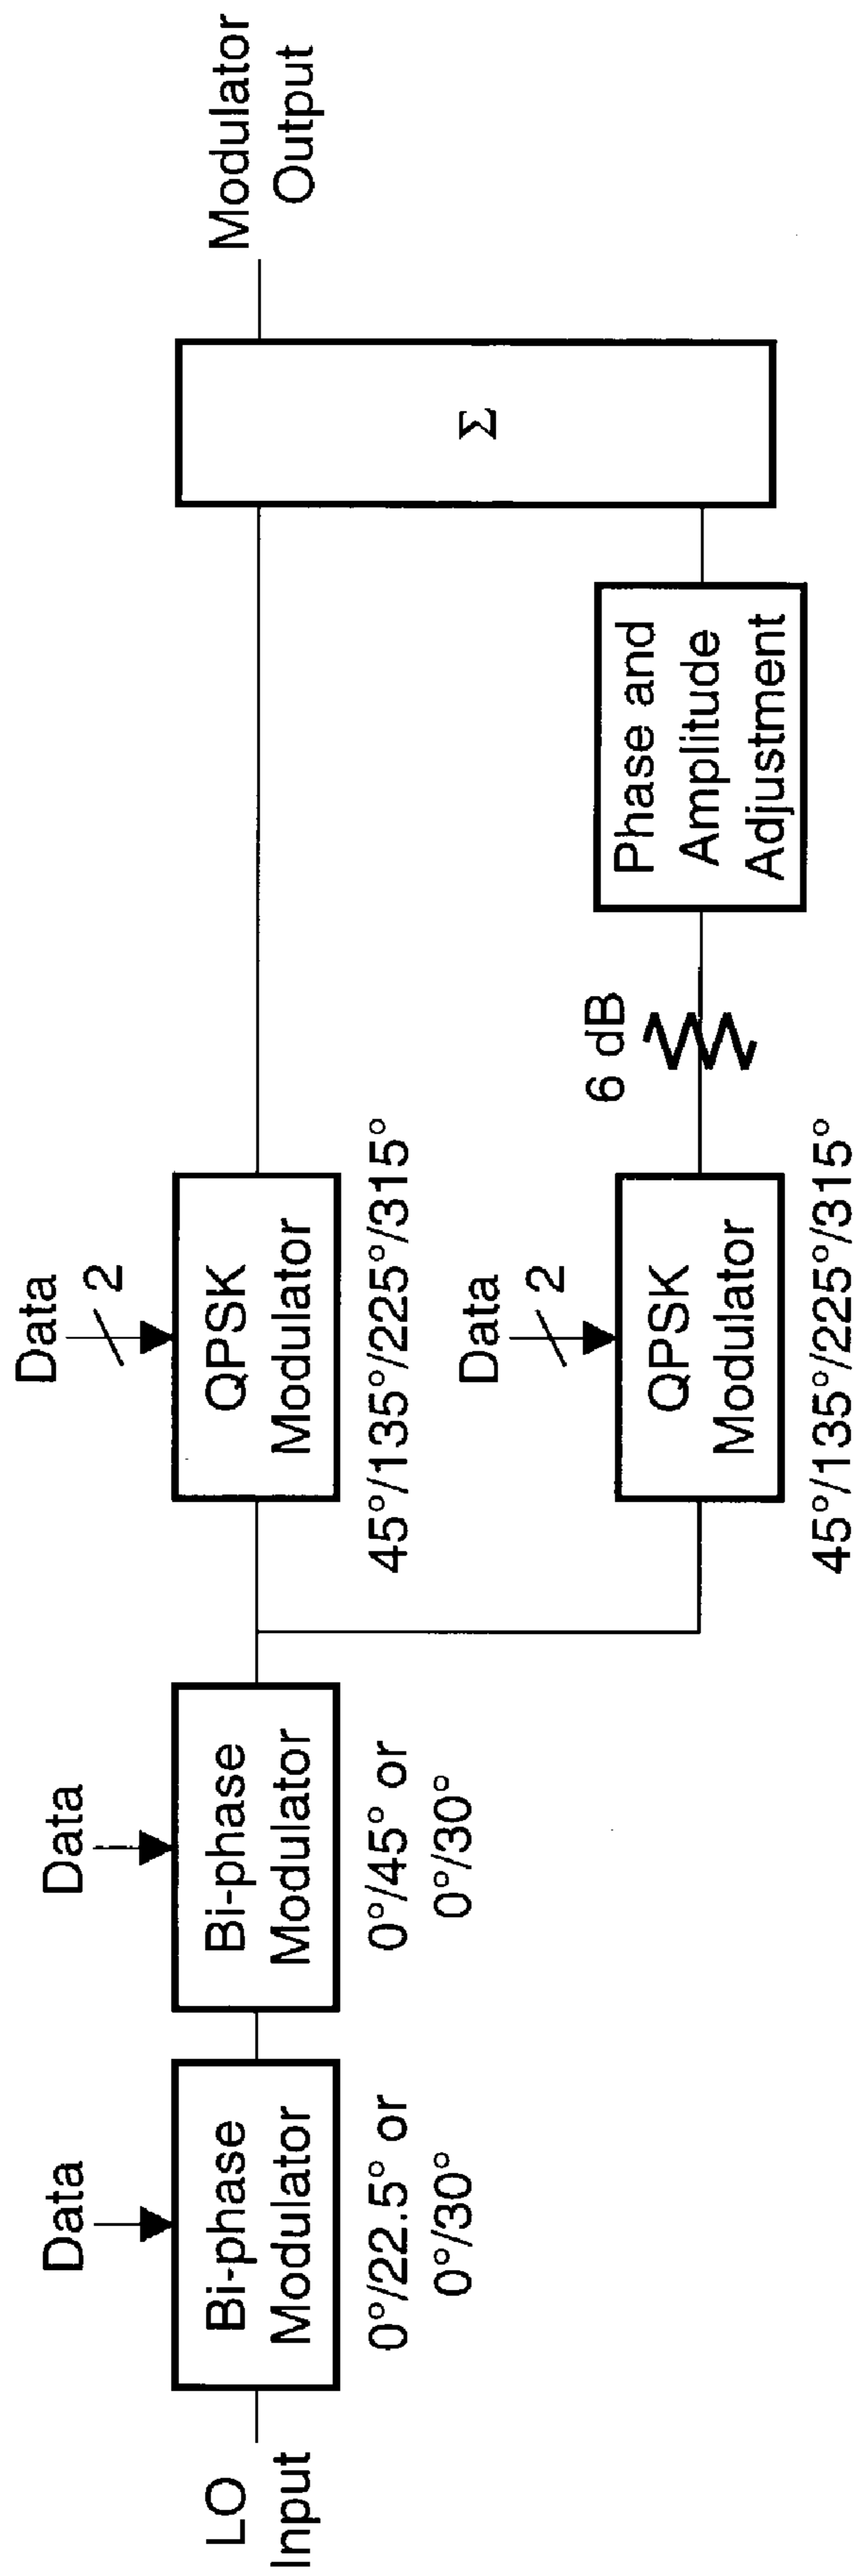 LO
Input
Data
Bi-phase
Modulator
0°/22.5° or
0°/30°
Data
Bi-phase
Modulator
0°/45° or
0°/30°
Data
2
QPSK
Modulator
45°/135°/225°/315°
Data
2
QPSK
Modulator
45°/135°/225°/315°
6 dB
Phase and
Amplitude
Adjustment
Σ
Modulator
Output